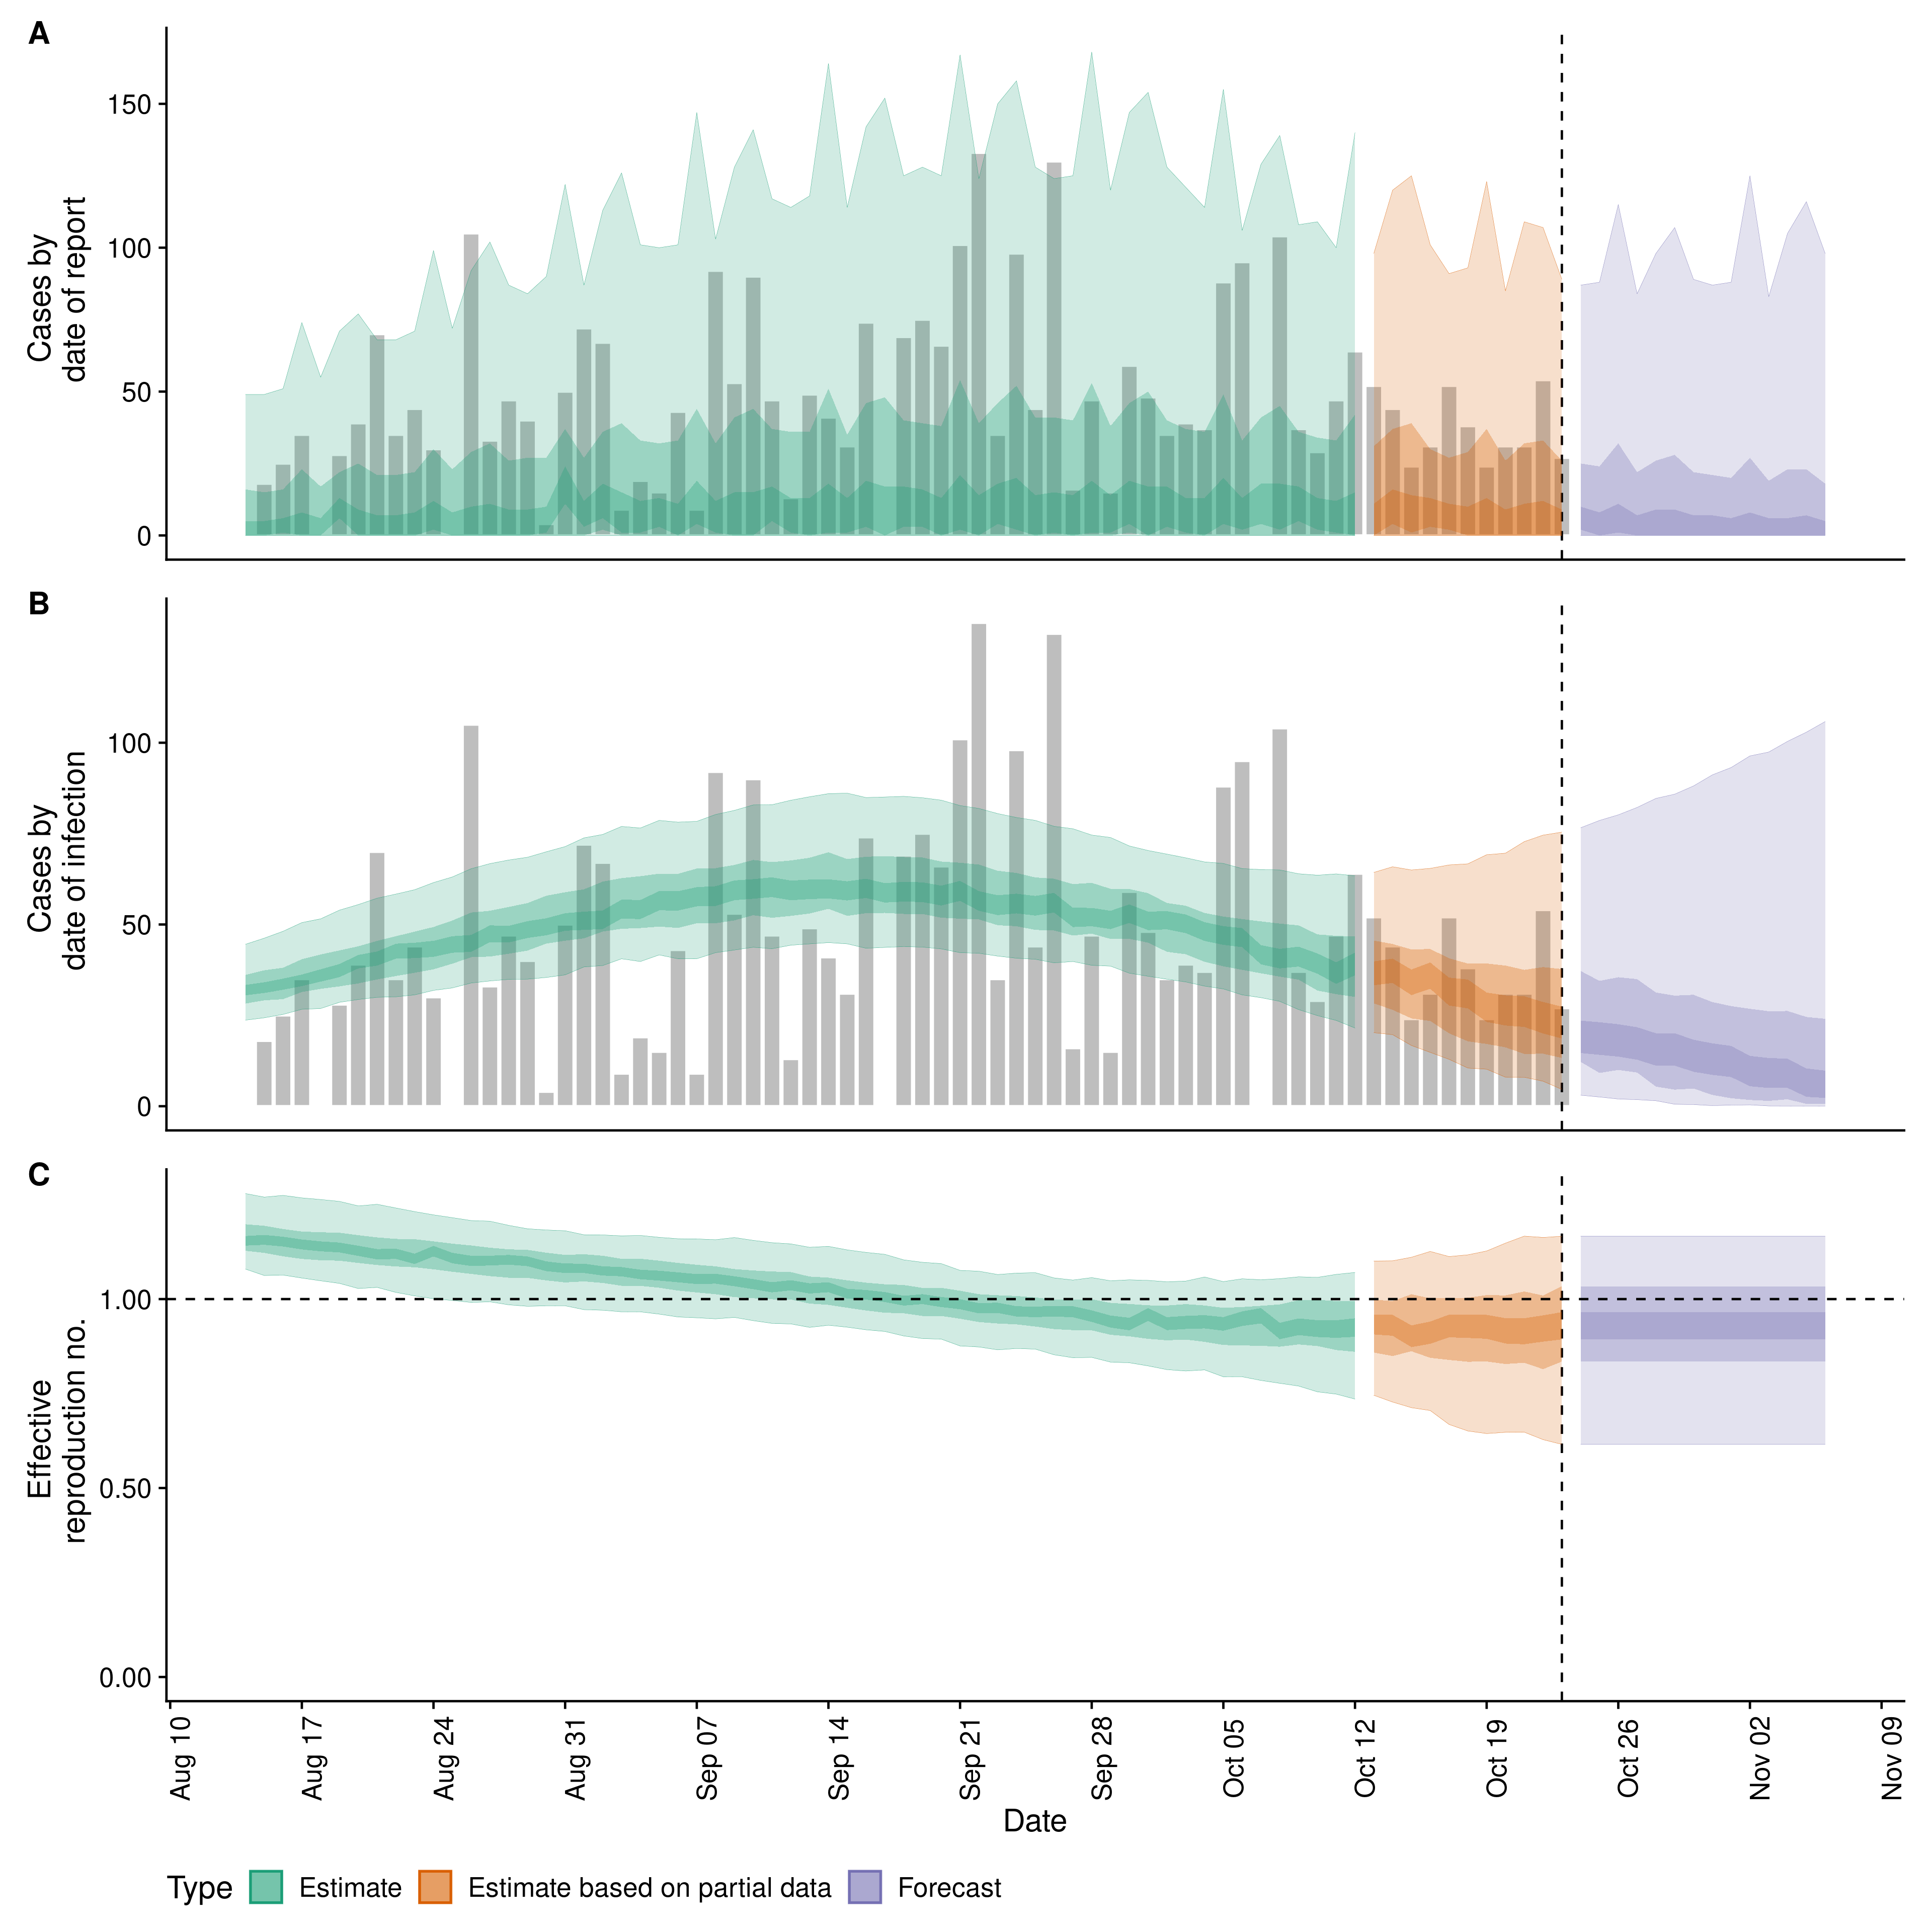 A
Cases by
date of report
150
100
50
0
B
Cases by
date of infection
100
50
0
C
Effective
reproduction no.
1.00
0.50
0.00
Aug 10
Aug 17
Aug 24
Aug 31
Sep 07
Sep 14
Sep 21
Sep 28
Oct 05
Oct 12
Oct 19
Oct 26
Nov 02
Nov 09
Date
Type Estimate Estimate based on partial data Forecast